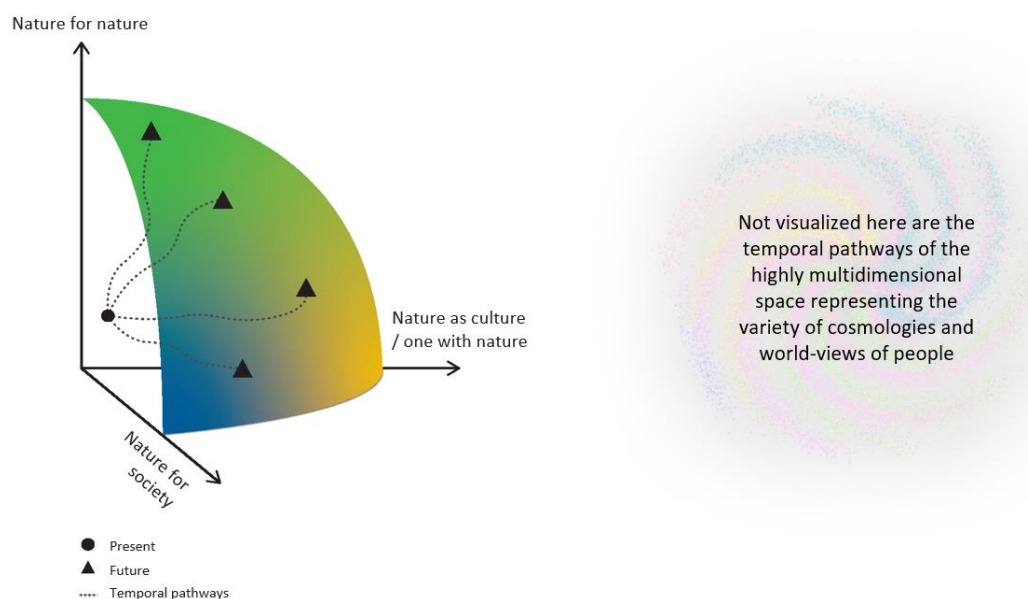 Nature for nature
Nature as culture
/ one with nature
Nature for
society
Present
Future
Temporal pathways
Not visualized here are the
temporal pathways of the
highly multidimensional
space representing the
variety of cosmologies and
world-views of people